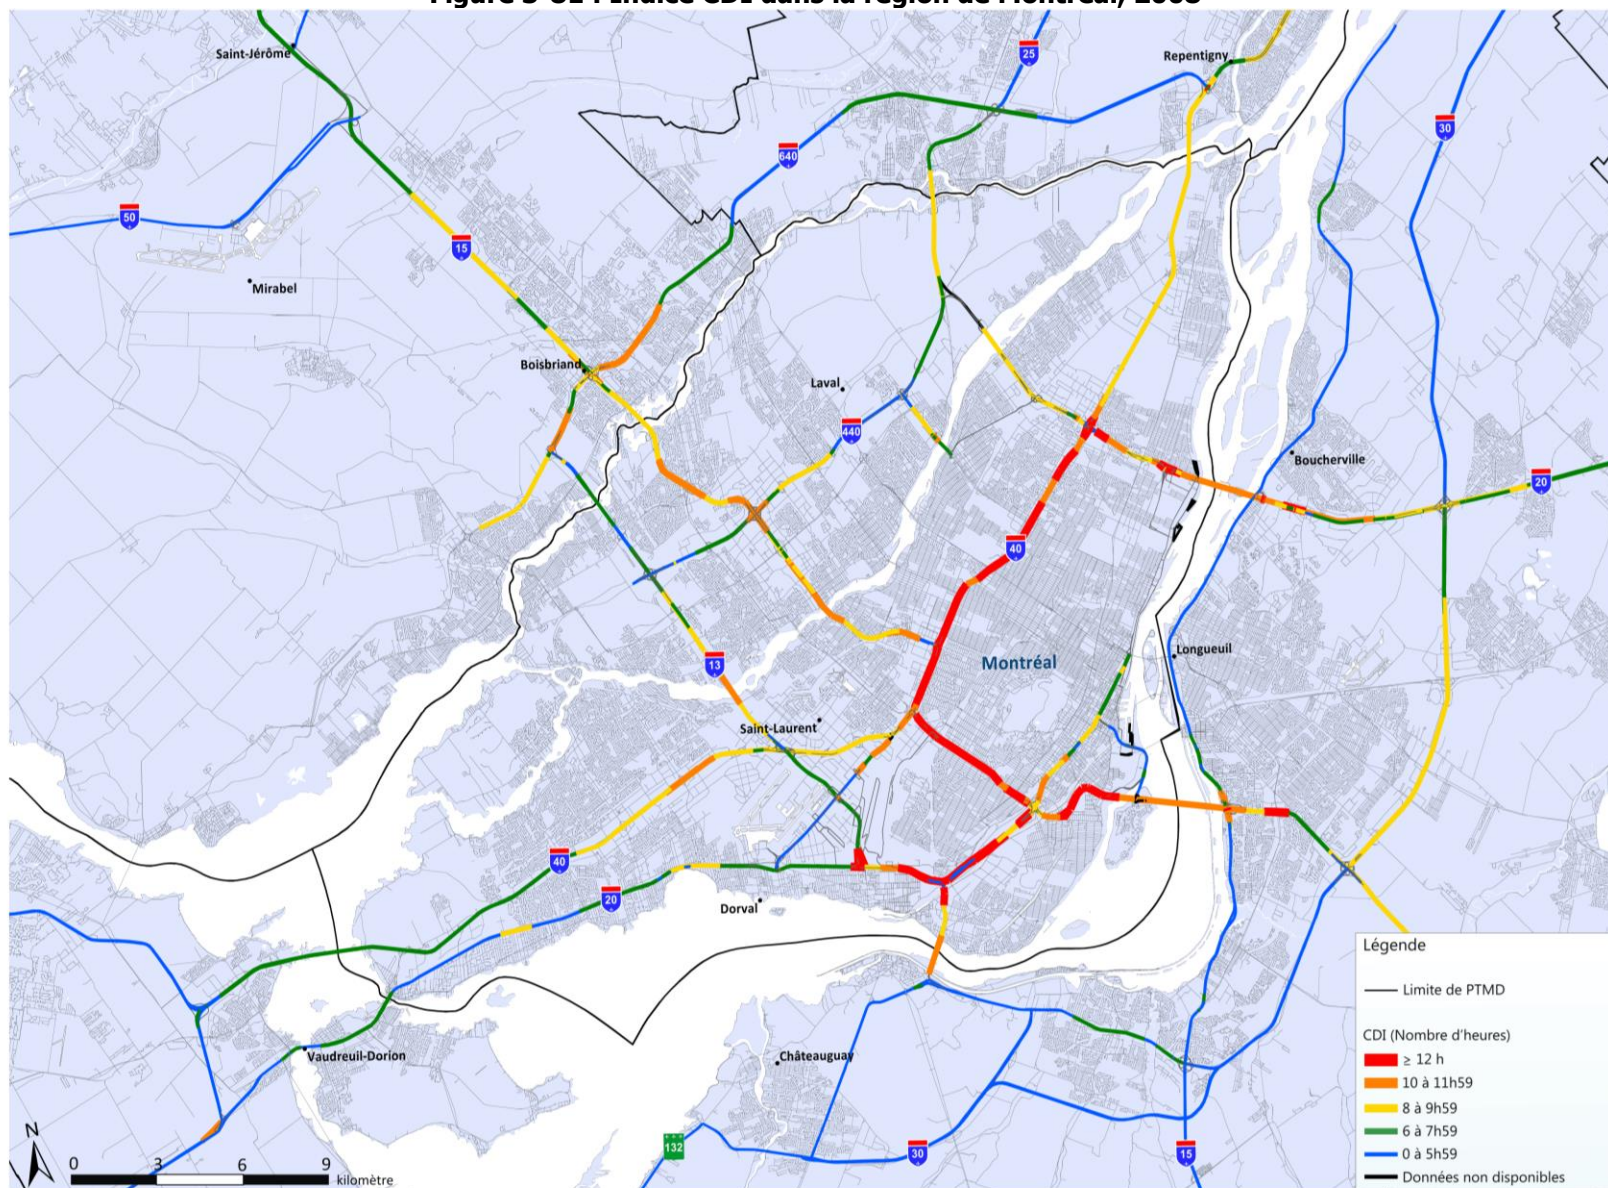 Saint-Jérôme
25
Repentigny
30
640
50
15
Mirabel
Boisbriand
Laval
440
Boucherville
20
40
Montréal
Longueuil
13
Saint-Laurent
40
20
Dorval
Légende
Limite de PTMD
CDI (Nombre d'heures)
≥ 12 h
10 à 11h59
8 à 9h59
6 à 7h59
0 à 5h59
Données non disponibles
Vaudreuil-Dorion
Châteauguay
132
30
15
N
0 3 6 9
kilomètre